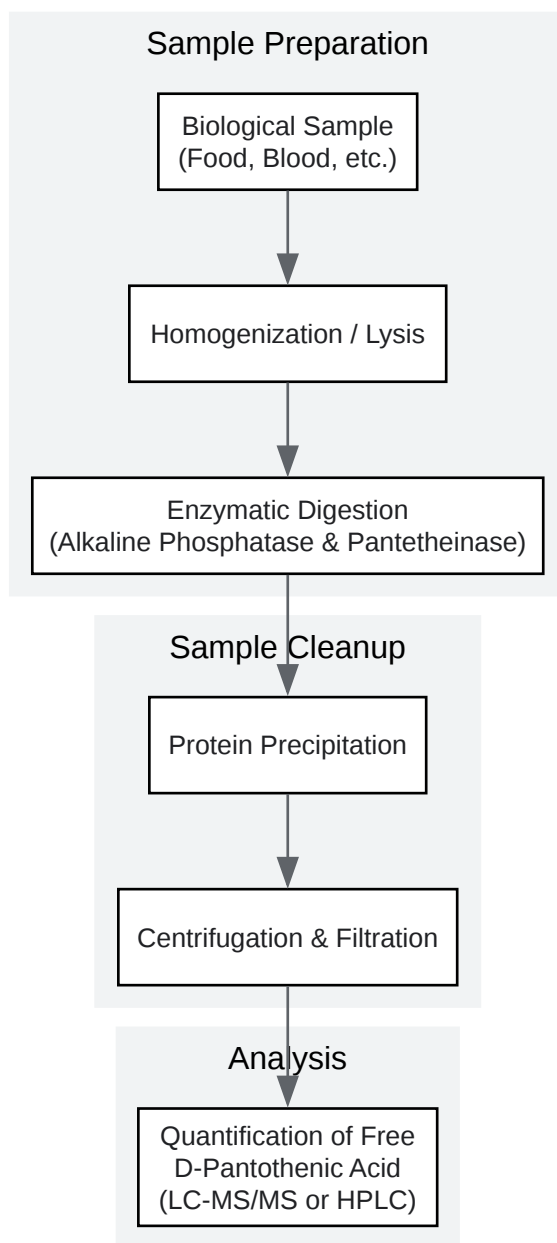 Sample Preparation
Biological Sample
(Food, Blood, etc.)
Homogenization / Lysis
Enzymatic Digestion
(Alkaline Phosphatase & Pantetheinase)
Sample Cleanup
Protein Precipitation
Centrifugation & Filtration
Analysis
Quantification of Free
D-Pantothenic Acid
(LC-MS/MS or HPLC)